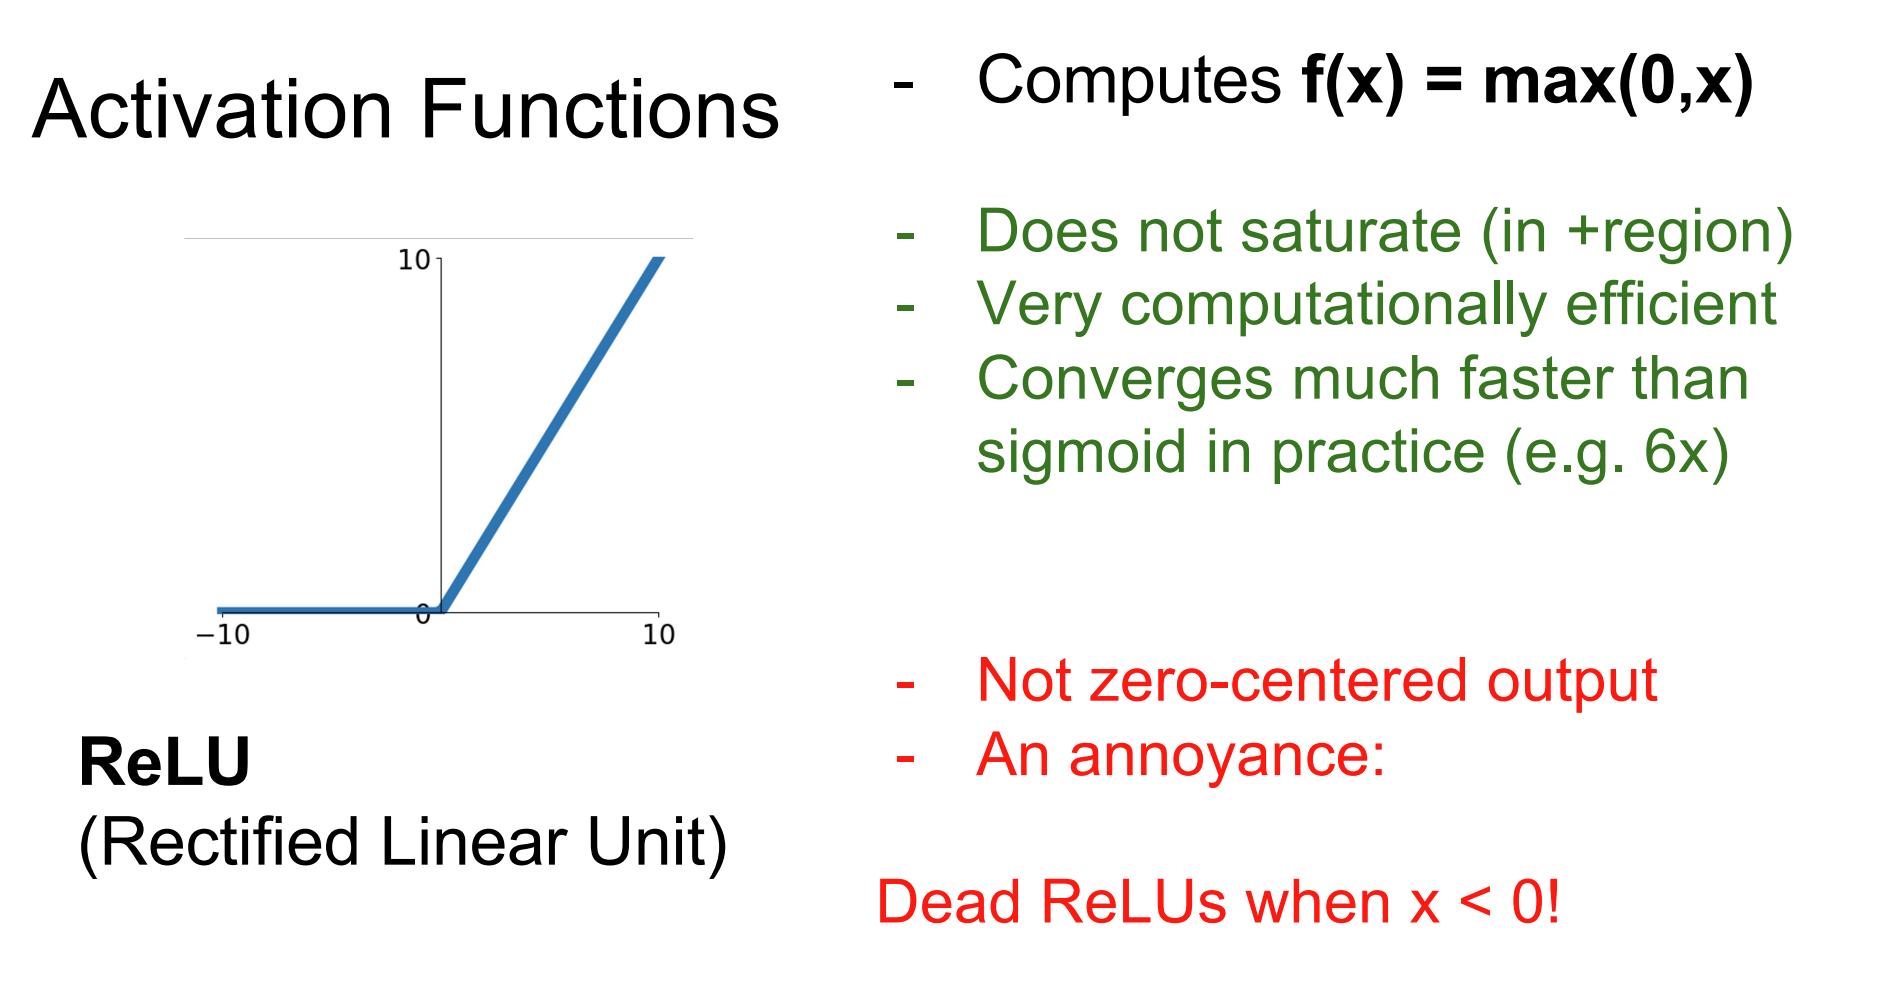 Activation Functions
10
0
−10
10
ReLU
(Rectified Linear Unit)
- Computes f(x) = max(0,x)
- Does not saturate (in +region)
- Very computationally efficient
- Converges much faster than
sigmoid in practice (e.g. 6x)
- Not zero-centered output
- An annoyance:
Dead ReLUs when x < 0!